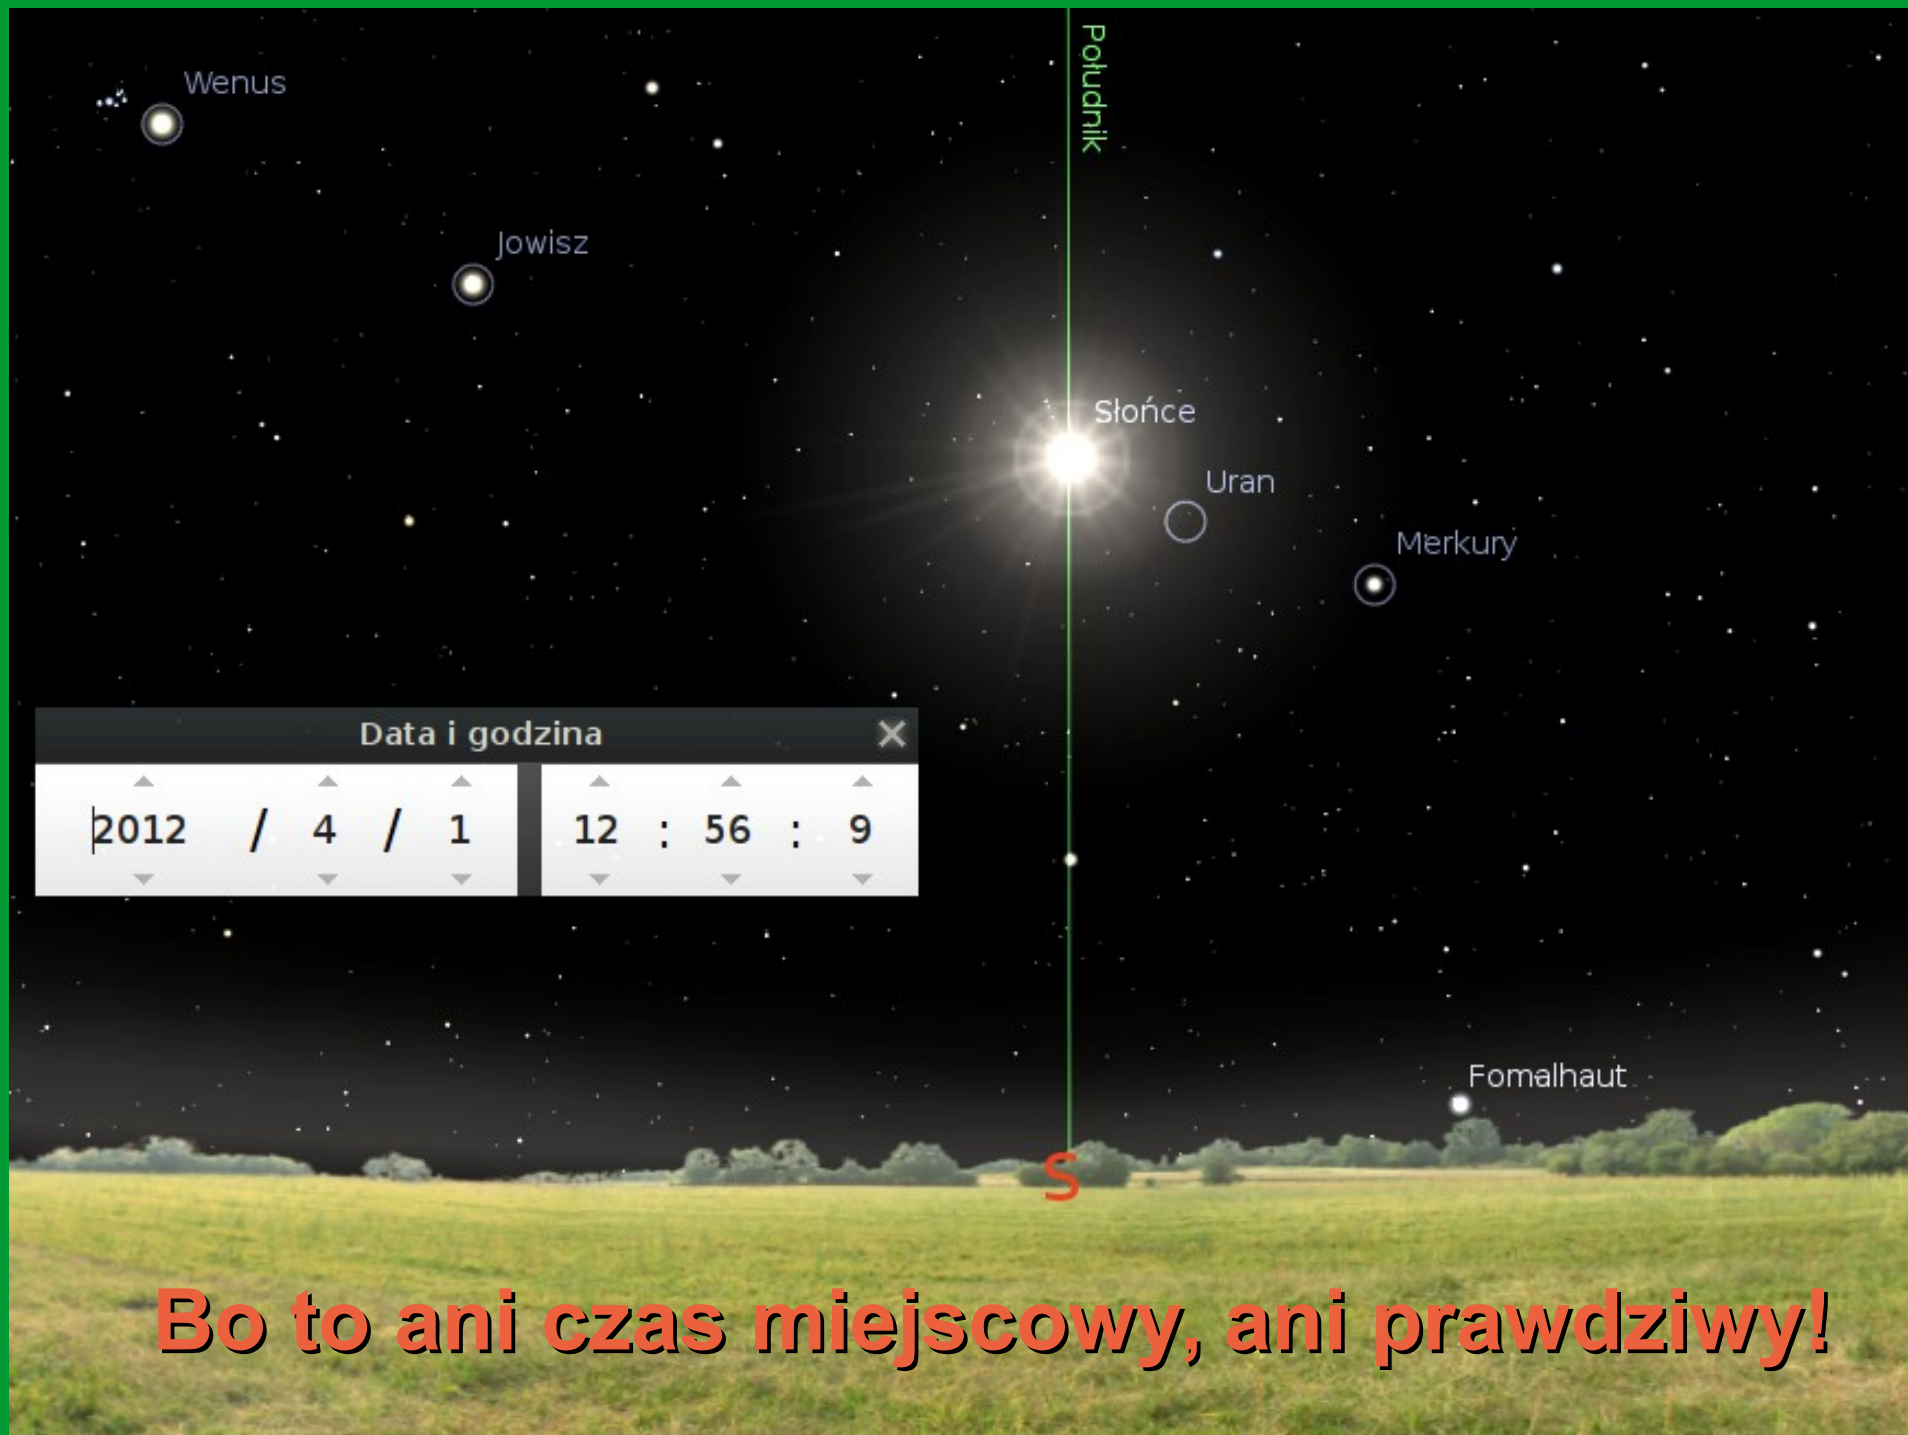 Wenus
Południk
Jowisz
Słońce
Uran
Merkury
Data i godzina
2012 / 4 / 1 12 : 56 : 9
Fomalhaut
S
Bo to ani czas miejscowy, ani prawdziwy!